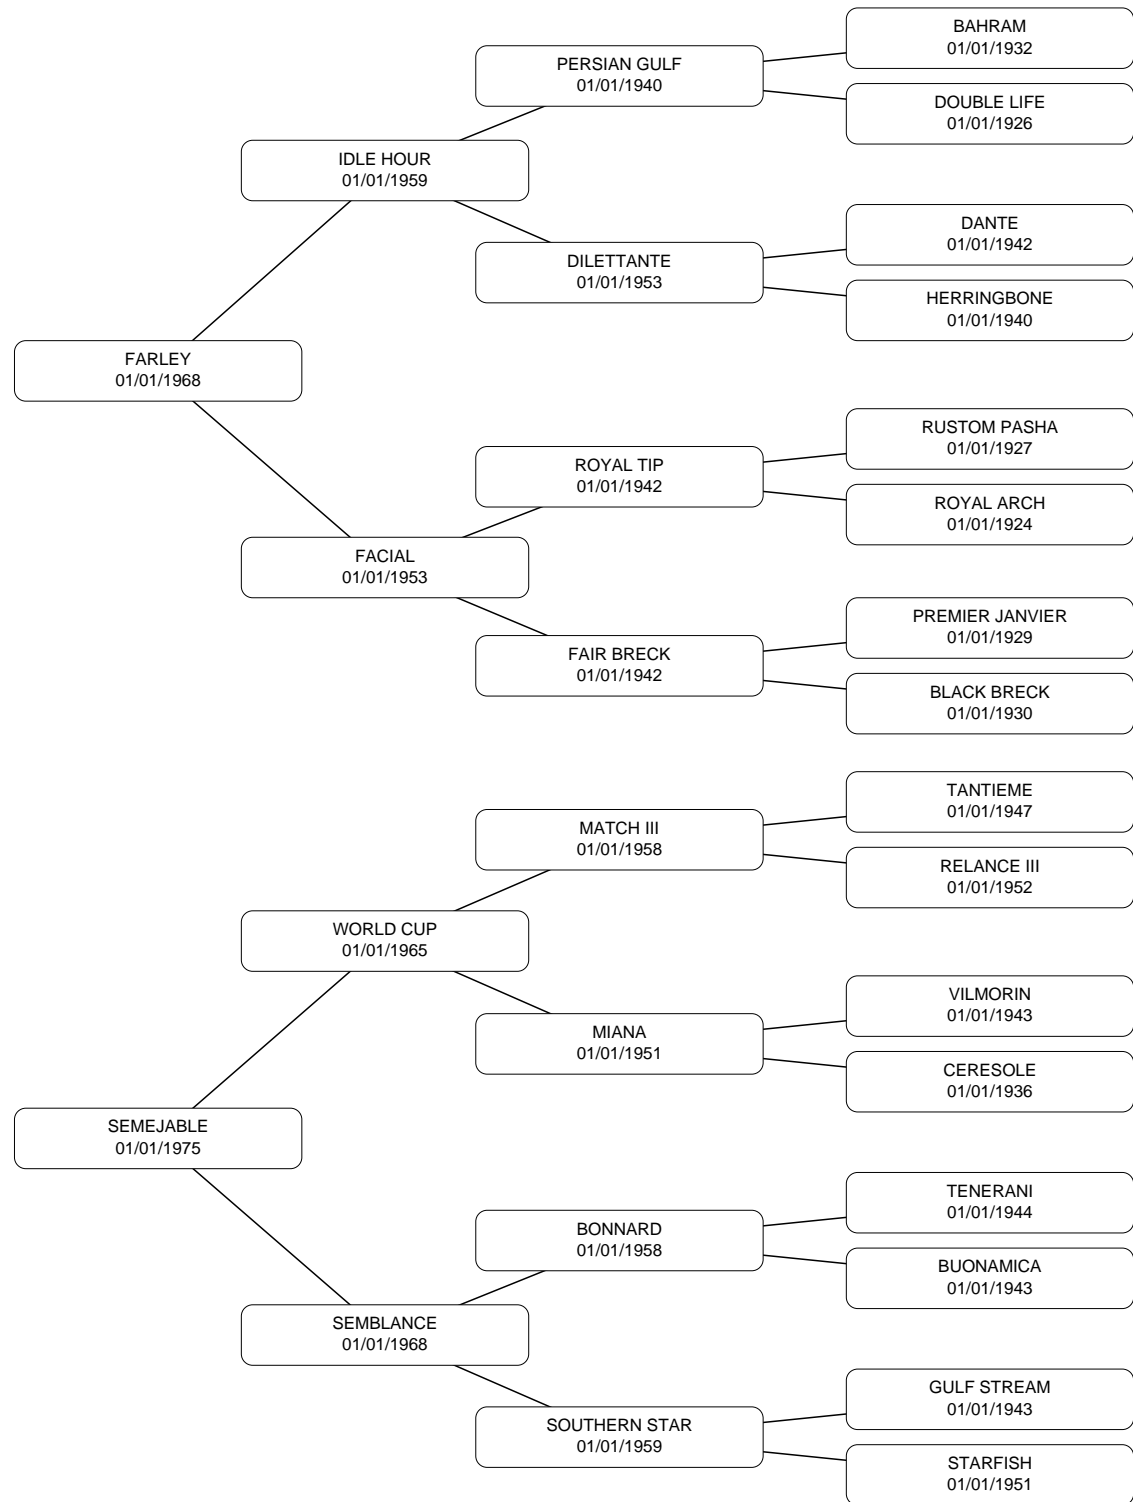 BAHRAM
01/01/1932
PERSIAN GULF
01/01/1940
DOUBLE LIFE
01/01/1926
IDLE HOUR
01/01/1959
DANTE
01/01/1942
DILETTANTE
01/01/1953
HERRINGBONE
01/01/1940
FARLEY
01/01/1968
RUSTOM PASHA
01/01/1927
ROYAL TIP
01/01/1942
ROYAL ARCH
01/01/1924
FACIAL
01/01/1953
PREMIER JANVIER
01/01/1929
FAIR BRECK
01/01/1942
BLACK BRECK
01/01/1930
TANTIEME
01/01/1947
MATCH III
01/01/1958
RELANCE III
01/01/1952
WORLD CUP
01/01/1965
VILMORIN
01/01/1943
MIANA
01/01/1951
CERESOLE
01/01/1936
SEMEJABLE
01/01/1975
TENERANI
01/01/1944
BONNARD
01/01/1958
BUONAMICA
01/01/1943
SEMBLANCE
01/01/1968
GULF STREAM
01/01/1943
SOUTHERN STAR
01/01/1959
STARFISH
01/01/1951